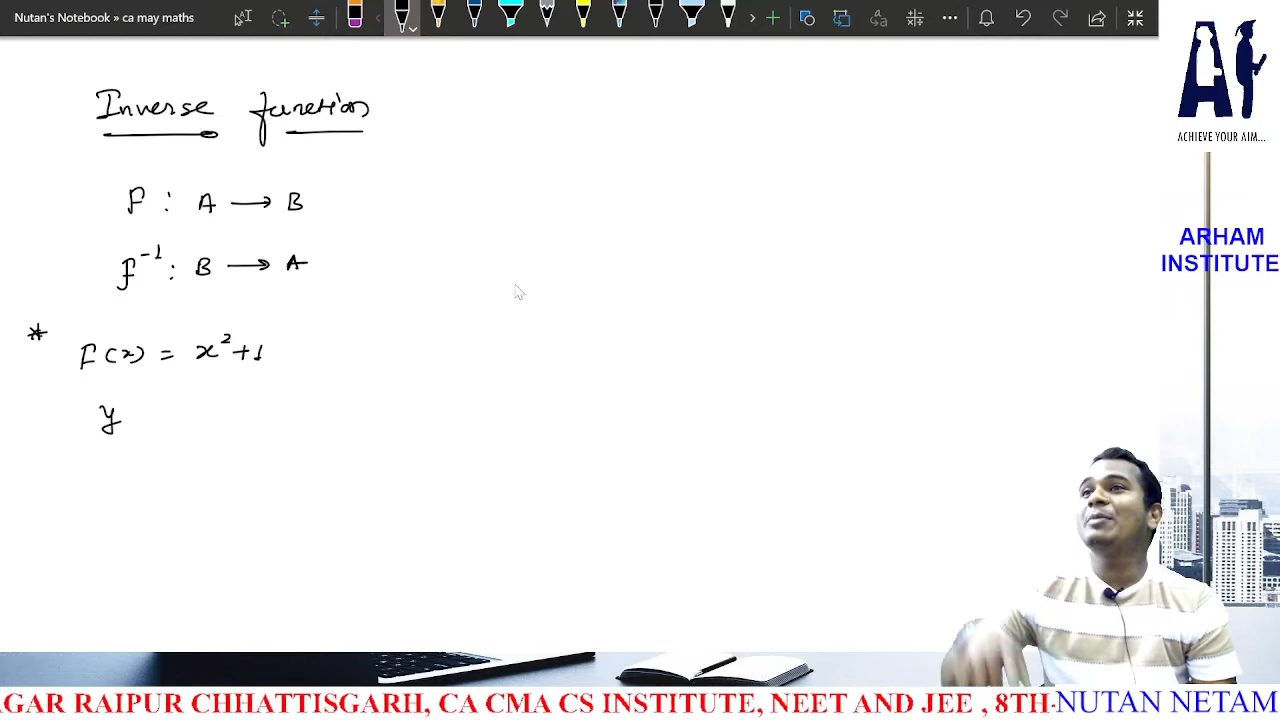 Nutan's Notebook » ca may maths
ACHIEVE YOUR AIM...
Inverse function
F : A → B
f⁻¹ : B → A
* F(x) = x²+1
y
ARHAM
INSTITUTE
GAR RAIPUR CHHATTISGARH, CA CMA CS INSTITUTE, NEET AND JEE , 8TH-
NUTAN NETAM